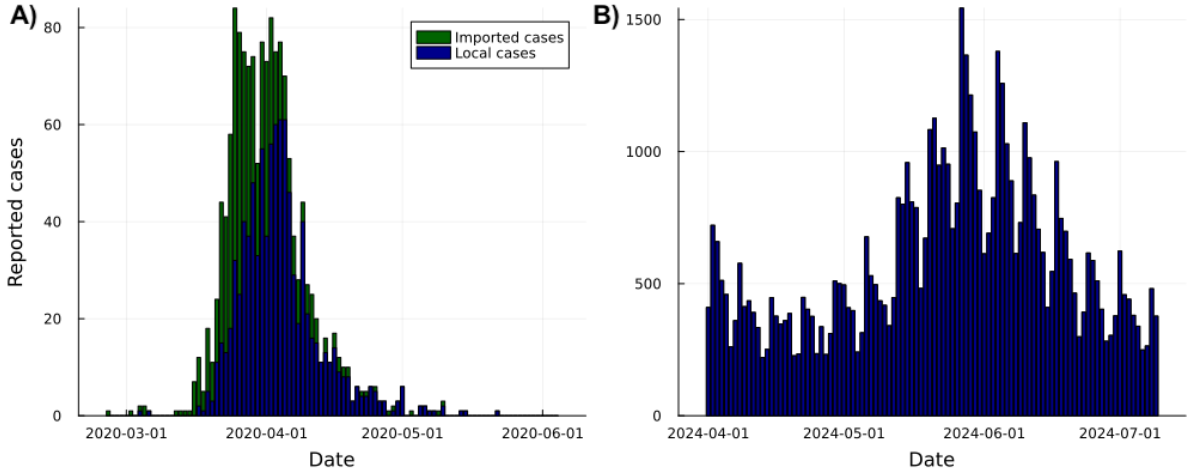 A)
80
60
40
20
0
Reported cases
Imported cases
Local cases
2020-03-01
2020-04-01
2020-05-01
2020-06-01
Date
B)
1500
1000
500
0
2024-04-01
2024-05-01
2024-06-01
2024-07-01
Date